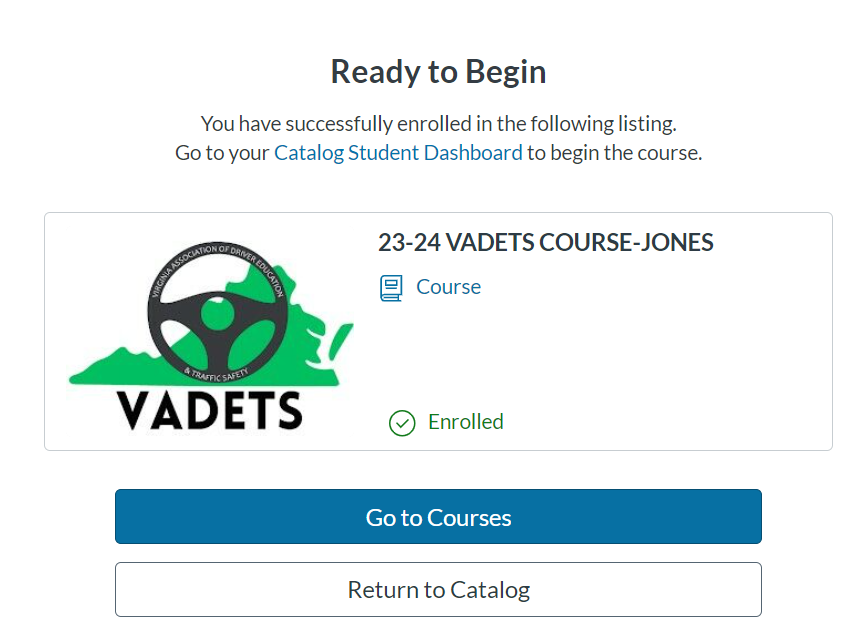 Ready to Begin
You have successfully enrolled in the following listing.
Go to your Catalog Student Dashboard to begin the course.
23-24 VADETS COURSE-JONES
Course
VIRGINIA ASSOCIATION OF DRIVER EDUCATION
& TRAFFIC SAFETY
VADETS
Enrolled
Go to Courses
Return to Catalog